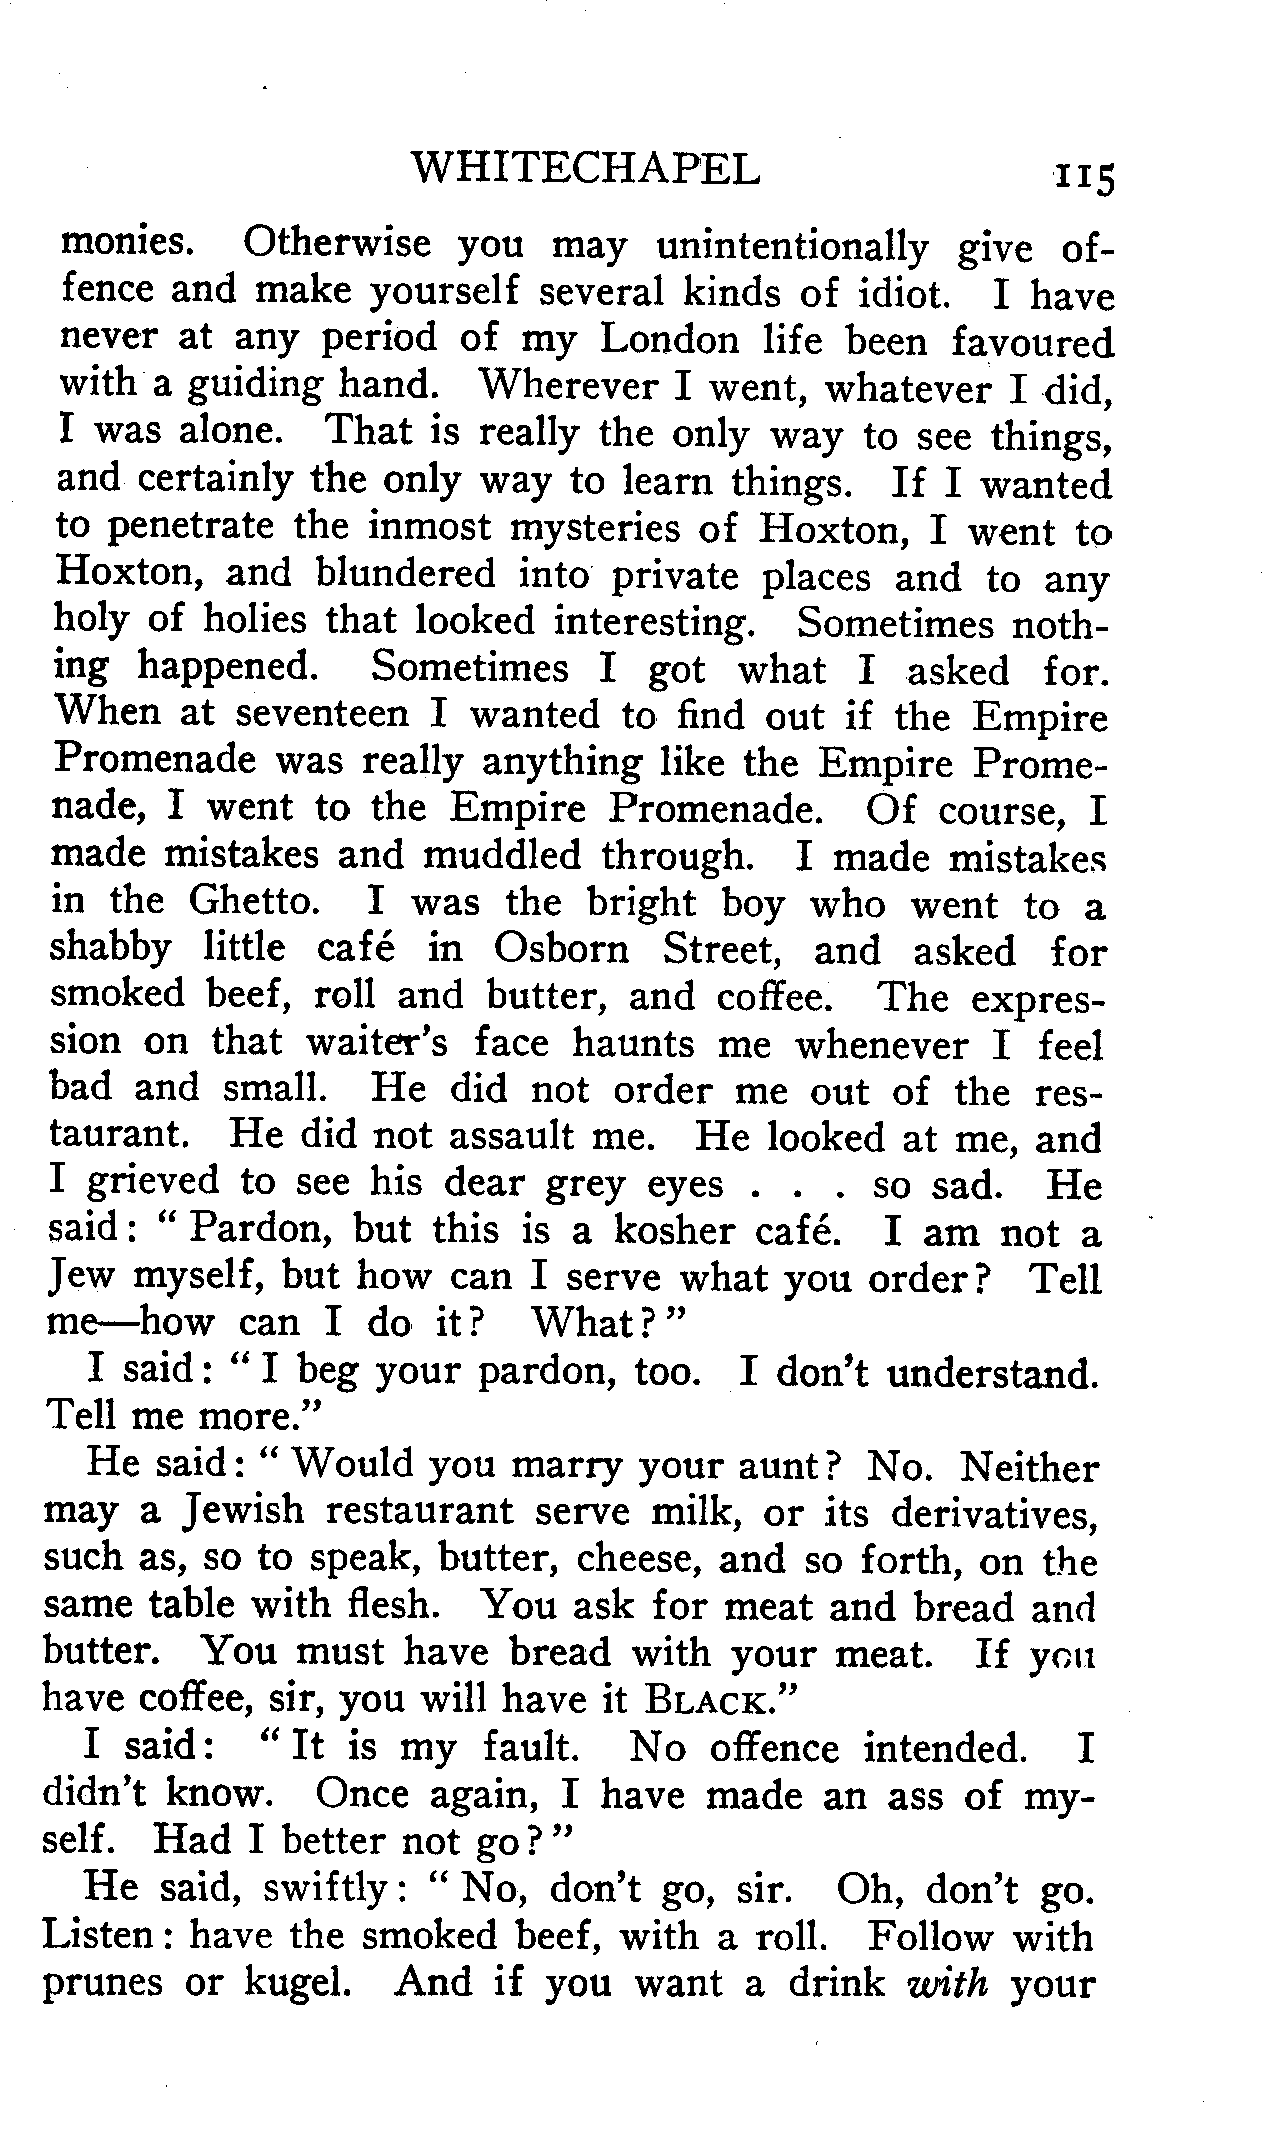 WHITECHAPEL 115
monies. Otherwise you may unintentionally give of-
fence and make yourself several kinds of idiot. I have
never at any period of my London life been favoured
with a guiding hand. Wherever I went, whatever I did,
I was alone. That is really the only way to see things,
and certainly the only way to learn things. If I wanted
to penetrate the inmost mysteries of Hoxton, I went to
Hoxton, and blundered into private places and to any
holy of holies that looked interesting. Sometimes noth-
ing happened. Sometimes I got what I asked for.
When at seventeen I wanted to find out if the Empire
Promenade was really anything like the Empire Prome-
nade, I went to the Empire Promenade. Of course, I
made mistakes and muddled through. I made mistakes
in the Ghetto. I was the bright boy who went to a
shabby little café in Osborn Street, and asked for
smoked beef, roll and butter, and coffee. The expres-
sion on that waiter's face haunts me whenever I feel
bad and small. He did not order me out of the res-
taurant. He did not assault me. He looked at me, and
I grieved to see his dear grey eyes . . . so sad. He
said: "Pardon, but this is a kosher café. I am not a
Jew myself, but how can I serve what you order? Tell
me—how can I do it? What?"
I said: "I beg your pardon, too. I don't understand.
Tell me more."
He said: "Would you marry your aunt? No. Neither
may a Jewish restaurant serve milk, or its derivatives,
such as, so to speak, butter, cheese, and so forth, on the
same table with flesh. You ask for meat and bread and
butter. You must have bread with your meat. If you
have coffee, sir, you will have it BLACK."
I said: "It is my fault. No offence intended. I
didn't know. Once again, I have made an ass of my-
self. Had I better not go?"
He said, swiftly: "No, don't go, sir. Oh, don't go.
Listen: have the smoked beef, with a roll. Follow with
prunes or kugel. And if you want a drink with your